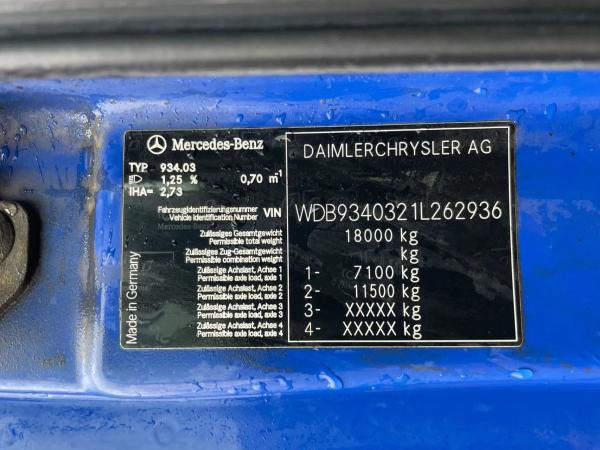 Mercedes-Benz
DAIMLERCHRYSLER AG
TYP 934.03
1,25 % 0,70 m⁻¹
IHA= 2,73
Fahrzeugidentifizierungsnummer
Vehicle Identification Number VIN WDB9340321L262936
Zulässiges Gesamtgewicht
Permissible total weight 18000 kg
Zulässiges Zug-Gesamtgewicht
Permissible combination weight kg
Zulässige Achslast, Achse 1
Permissible axle load, axle 1 1- 7100 kg
Zulässige Achslast, Achse 2
Permissible axle load, axle 2 2- 11500 kg
Zulässige Achslast, Achse 3
Permissible axle load, axle 3 3- XXXXX kg
Zulässige Achslast, Achse 4
Permissible axle load, axle 4 4- XXXXX kg
Made in Germany